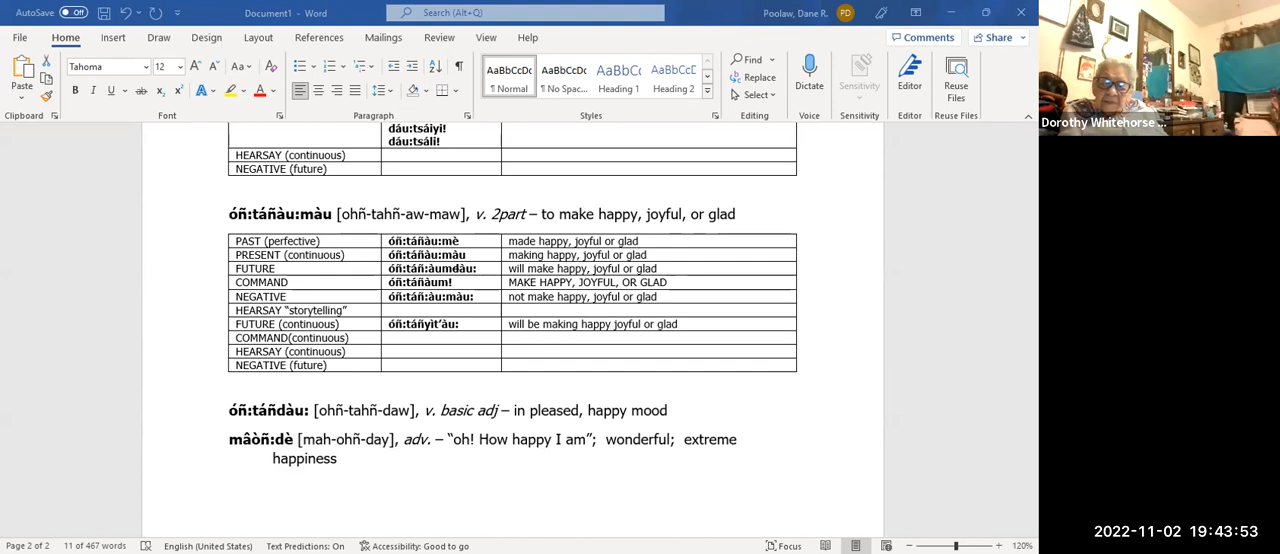 AutoSave Off Document1 - Word Search (Alt+Q) Poolaw, Dane R. PD
File Home Insert Draw Design Layout References Mailings Review View Help Comments Share
Paste Tahoma 12 A^ Aˇ Aa A
B I U ab x₂ x² A A
AaBbCcDc AaBbCcDc AaBbCcD AaBbCcD
¶ Normal ¶ No Spac... Heading 1 Heading 2
Find
Replace
Select
Dictate Sensitivity Editor Reuse Files
Clipboard Font Paragraph Styles Editing Voice Sensitivity Editor Reuse Files
Dorothy Whitehorse ...
dáu:tsáiyi!
dáu:tsáli!
HEARSAY (continuous)
NEGATIVE (future)
óñ:táñàu:màu [ohñ-tahñ-aw-maw], v. 2part – to make happy, joyful, or glad
PAST (perfective) óñ:táñàu:mè made happy, joyful or glad
PRESENT (continuous) óñ:táñàu:màu making happy, joyful or glad
FUTURE óñ:táñ:àumdàu: will make happy, joyful or glad
COMMAND óñ:táñàum! MAKE HAPPY, JOYFUL, OR GLAD
NEGATIVE óñ:táñ:àu:màu: not make happy, joyful or glad
HEARSAY “storytelling”
FUTURE (continuous) óñ:táñyìt’àu: will be making happy joyful or glad
COMMAND(continuous)
HEARSAY (continuous)
NEGATIVE (future)
óñ:táñdàu: [ohñ-tahñ-daw], v. basic adj – in pleased, happy mood
mâòñ:dè [mah-ohñ-day], adv. – “oh! How happy I am”; wonderful; extreme
happiness
2022-11-02 19:43:53
Page 2 of 2 11 of 467 words English (United States) Text Predictions: On Accessibility: Good to go Focus 120%